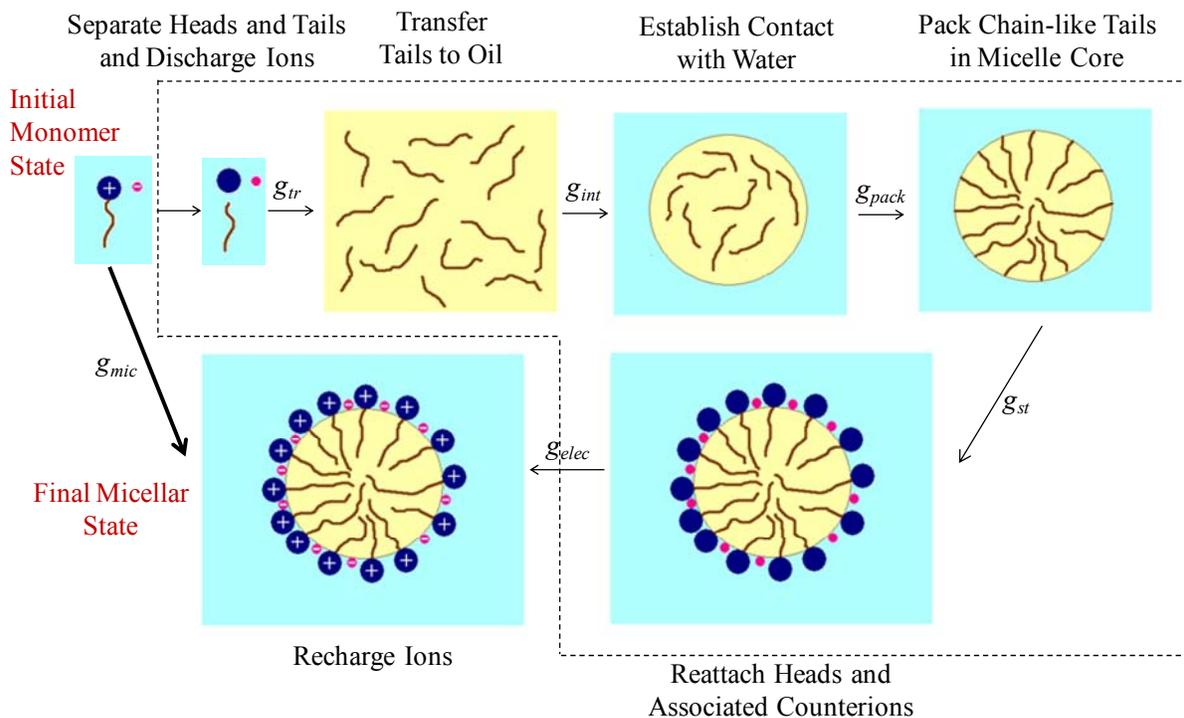 Separate Heads and Tails
and Discharge Ions
Transfer
Tails to Oil
Establish Contact
with Water
Pack Chain-like Tails
in Micelle Core
Initial
Monomer
State
+
−
g_tr
g_int
g_pack
g_mic
g_st
g_elec
Final Micellar
State
Recharge Ions
Reattach Heads and
Associated Counterions